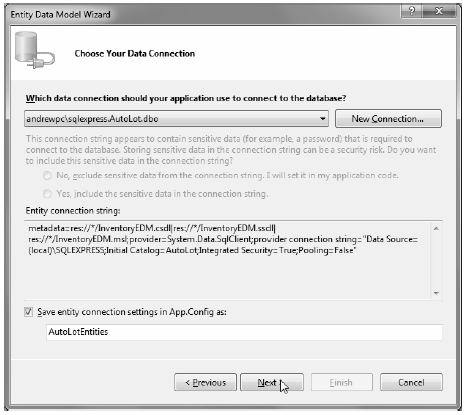 Entity Data Model Wizard
Choose Your Data Connection
Which data connection should your application use to connect to the database?
andrewpc\sqlexpress.AutoLot.dbo
New Connection...
This connection string appears to contain sensitive data (for example, a password) that is required
to connect to the database. Storing sensitive data in the connection string can be a security risk. Do you want
to include this sensitive data in the connection string?
No, exclude sensitive data from the connection string. I will set it in my application code.
Yes, include the sensitive data in the connection string.
Entity connection string:
metadata=res://*/InventoryEDM.csdl|res://*/InventoryEDM.ssdl|
res://*/InventoryEDM.msl;provider=System.Data.SqlClient;provider connection string="Data Source=
(local)\SQLEXPRESS;Initial Catalog=AutoLot;Integrated Security=True;Pooling=False"
Save entity connection settings in App.Config as:
AutoLotEntities
< Previous
Next >
Finish
Cancel